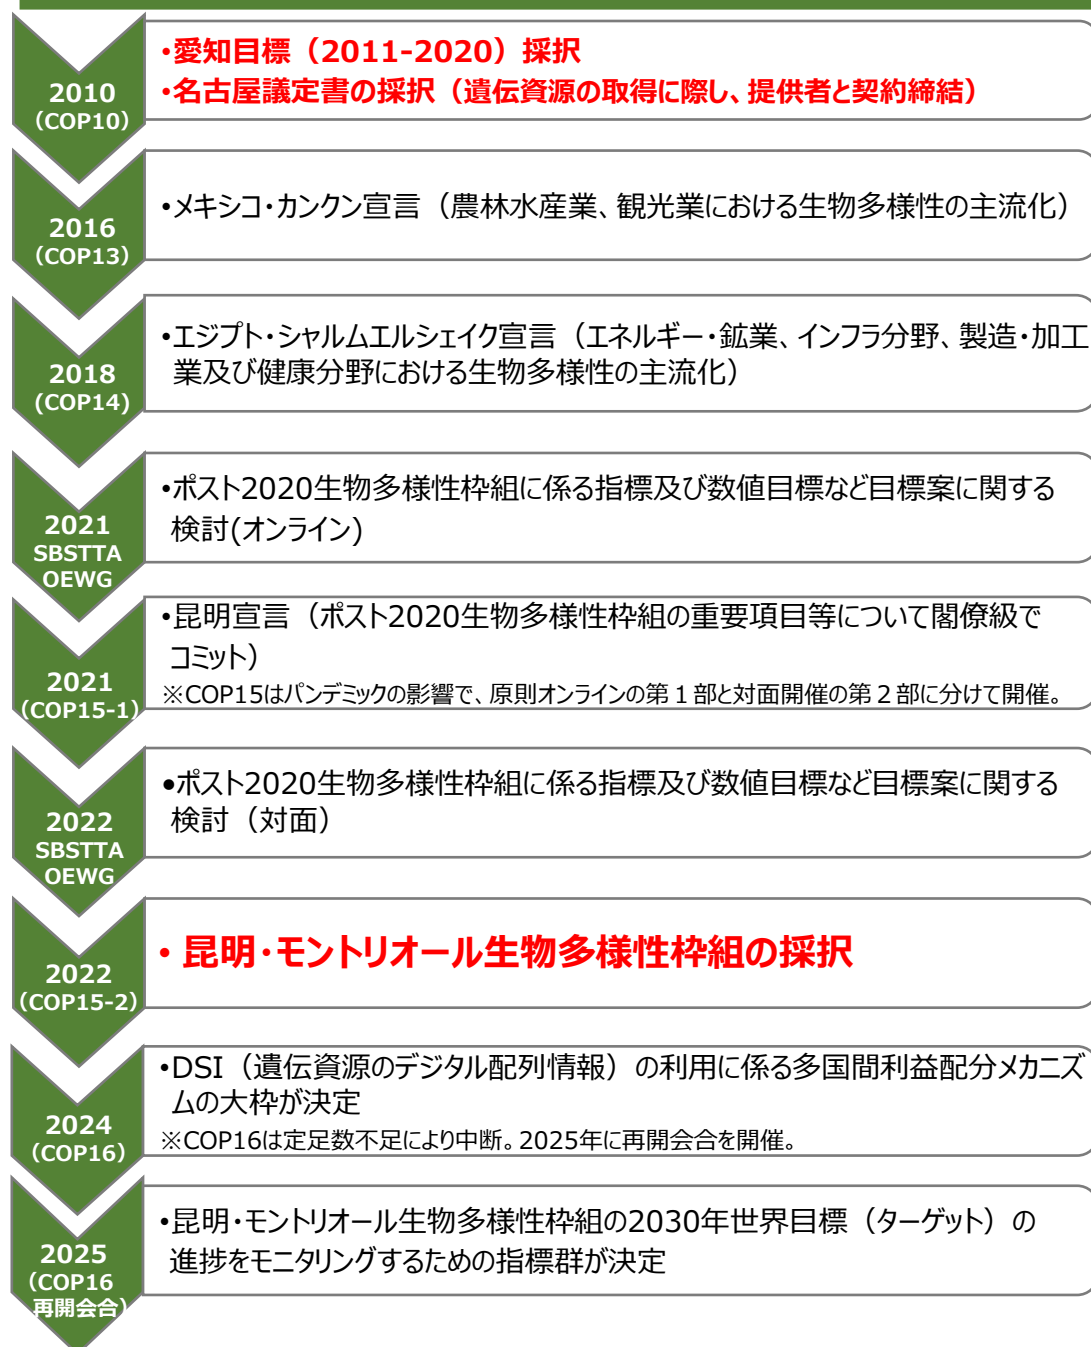 2010
（COP10）
•愛知目標（2011-2020）採択
•名古屋議定書の採択（遺伝資源の取得に際し、提供者と契約締結）
2016
（COP13）
•メキシコ・カンクン宣言（農林水産業、観光業における生物多様性の主流化）
2018
(COP14)
•エジプト・シャルムエルシェイク宣言（エネルギー・鉱業、インフラ分野、製造・加工
業及び健康分野における生物多様性の主流化）
2021
SBSTTA
OEWG
•ポスト2020生物多様性枠組に係る指標及び数値目標など目標案に関する
検討(オンライン)
2021
（COP15-1）
•昆明宣言（ポスト2020生物多様性枠組の重要項目等について閣僚級で
コミット）
※COP15はパンデミックの影響で、原則オンラインの第１部と対面開催の第２部に分けて開催。
2022
SBSTTA
OEWG
•ポスト2020生物多様性枠組に係る指標及び数値目標など目標案に関する
検討（対面）
2022
（COP15-2）
• 昆明・モントリオール生物多様性枠組の採択
2024
（COP16）
•DSI（遺伝資源のデジタル配列情報）の利用に係る多国間利益配分メカニズ
ムの大枠が決定
※COP16は定足数不足により中断。2025年に再開会合を開催。
2025
（COP16
再開会合）
•昆明・モントリオール生物多様性枠組の2030年世界目標（ターゲット）の
進捗をモニタリングするための指標群が決定